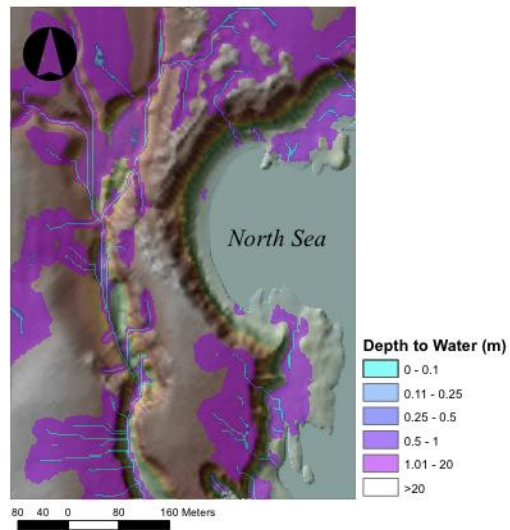 North Sea
Depth to Water (m)
0 - 0.1
0.11 - 0.25
0.25 - 0.5
0.5 - 1
1.01 - 20
>20
80 40 0 80 160 Meters